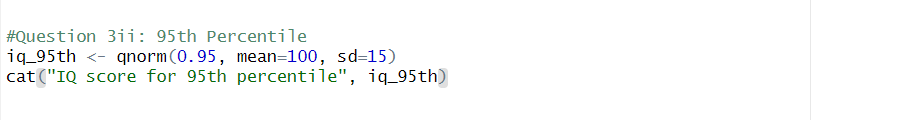 #Question 3ii: 95th Percentile
iq_95th <- qnorm(0.95, mean=100, sd=15)
cat("IQ score for 95th percentile", iq_95th)